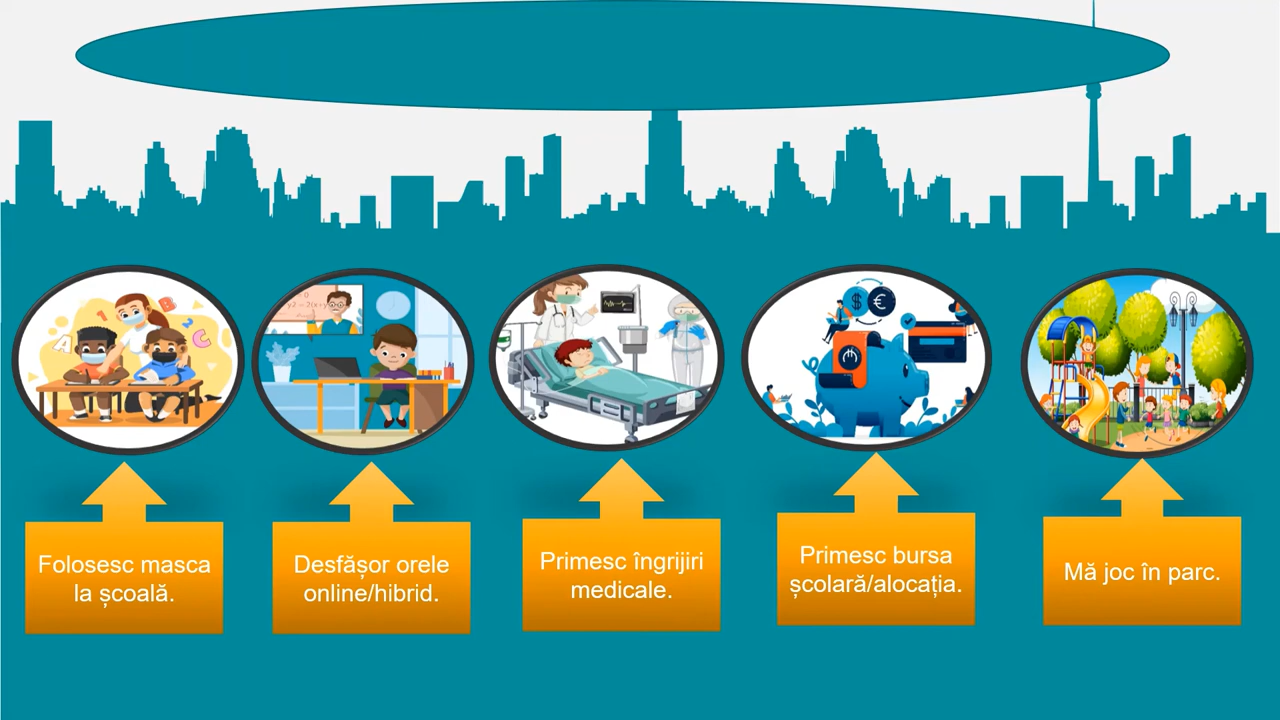 Folosesc masca
la școală.
Desfășor orele
online/hibrid.
Primesc îngrijiri
medicale.
Primesc bursa
școlară/alocația.
Mă joc în parc.